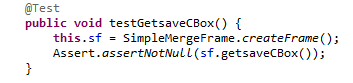 @Test
public void testGetsaveCBox() {
this.sf = SimpleMergeFrame.createFrame();
Assert.assertNotNull(sf.getsaveCBox());
}